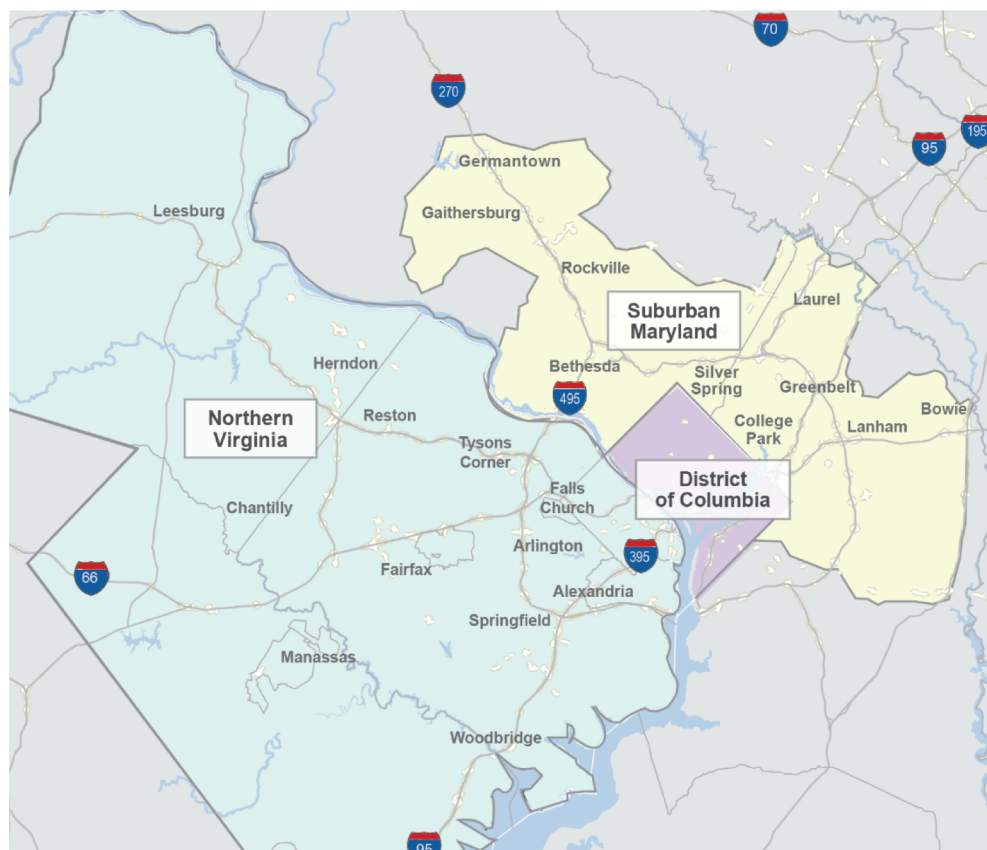 70
270
95
195
Germantown
Leesburg
Gaithersburg
Rockville
Laurel
Suburban
Maryland
Herndon
Bethesda
Silver
Spring
Greenbelt
495
Reston
Northern
Virginia
College
Park
Bowie
Lanham
Tysons
Corner
District
of Columbia
Falls
Church
Chantilly
Arlington
395
Fairfax
66
Alexandria
Springfield
Manassas
Woodbridge
95